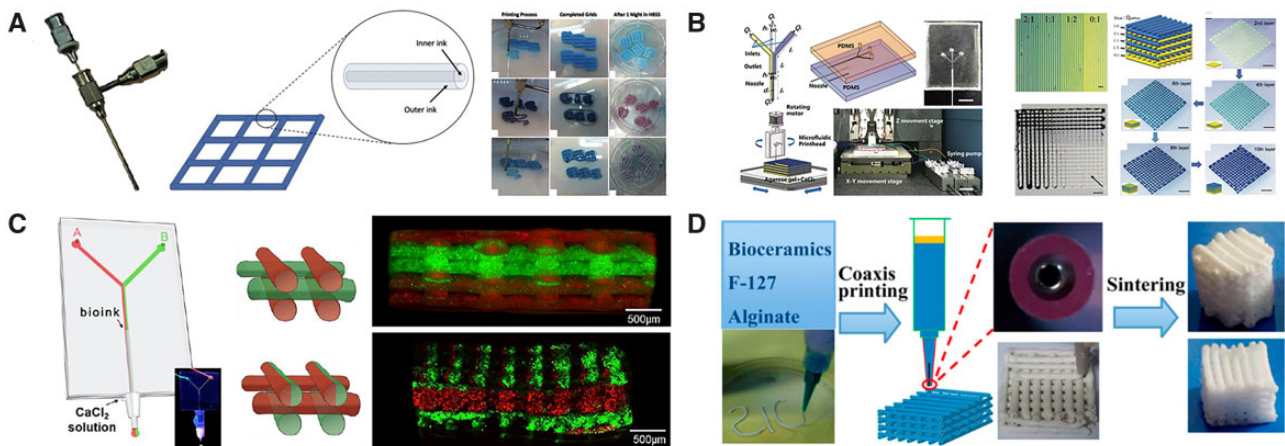 A
Inner ink
Outer ink
Printing Process
Completed Grids
After 1 Night in HBSS
B
Inlets
Outlet
Nozzle
Rotating motor
Microfluidic Printhead
Agarose gel+CaCl₂
PDMS
PDMS
Nozzle
Z movment stage
Syring pump
X-Y movement stage
2:1 1:1 1:2 0:1
2nd layer
4th layer
6th layer
8th layer
10th layer
C
A
B
bioink
CaCl₂
solution
500µm
500µm
D
Bioceramics
F-127
Alginate
Coaxis
printing
Sintering